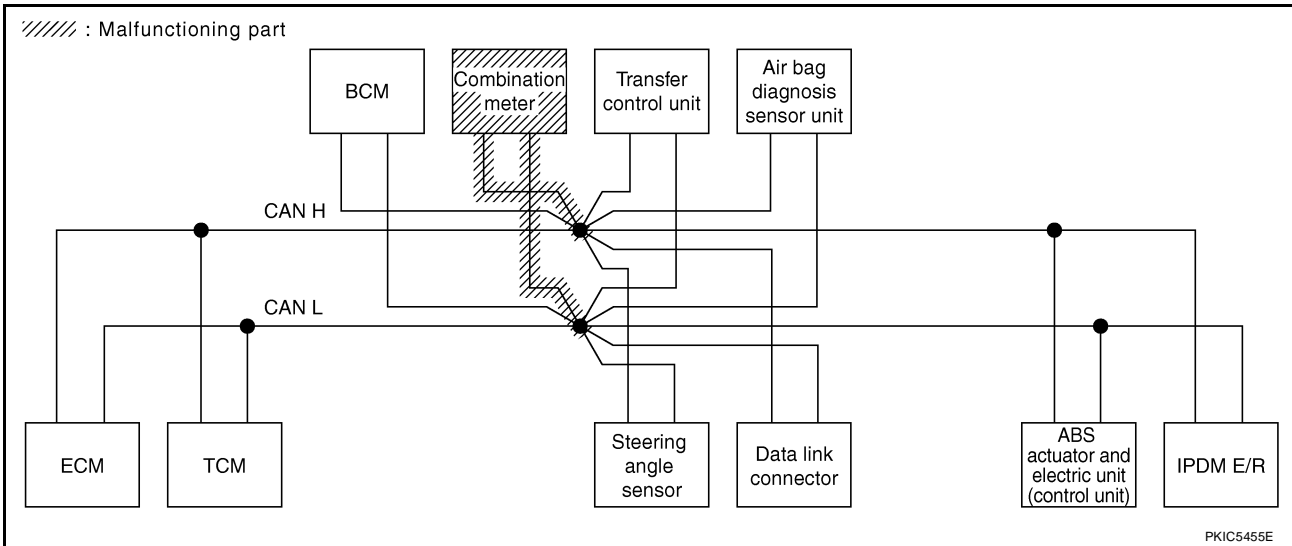 : Malfunctioning part
BCM
Combination
meter
Transfer
control unit
Air bag
diagnosis
sensor unit
CAN H
CAN L
ECM
TCM
Steering
angle
sensor
Data link
connector
ABS
actuator and
electric unit
(control unit)
IPDM E/R
PKIC5455E